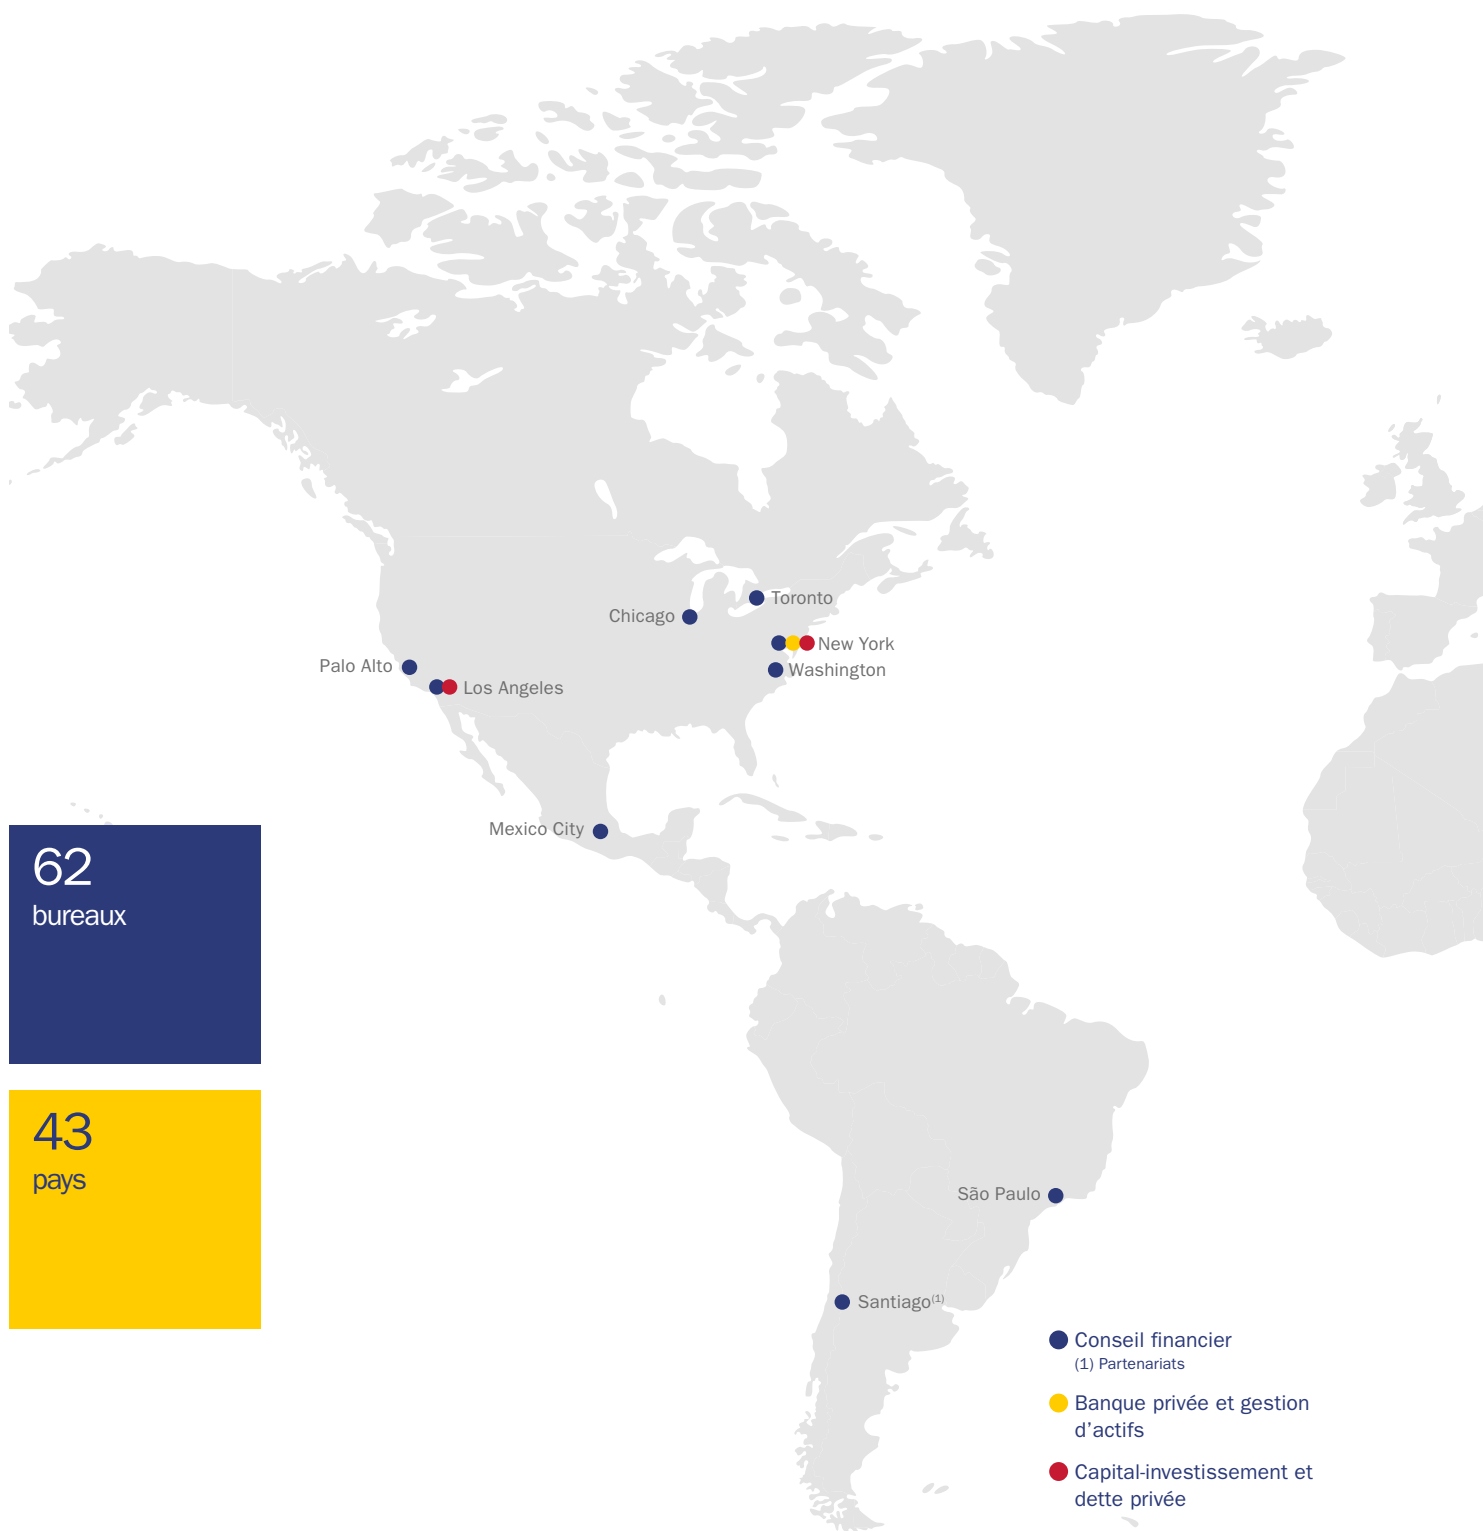 Toronto
Chicago
New York
Palo Alto
Washington
Los Angeles
Mexico City
62
bureaux
43
pays
São Paulo
Santiago(1)
Conseil financier
(1) Partenariats
Banque privée et gestion
d’actifs
Capital-investissement et
dette privée